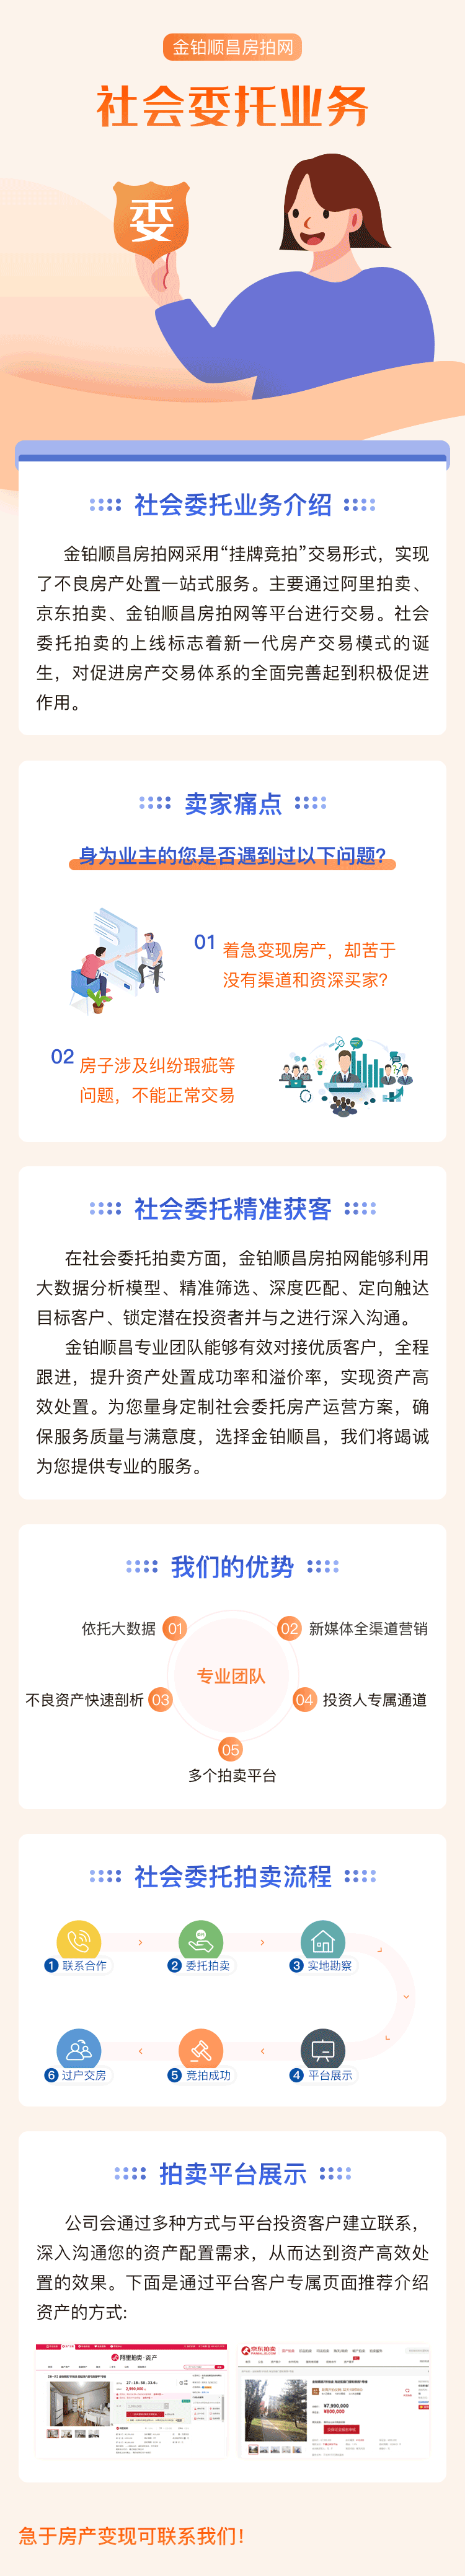 金铂顺昌房拍网
社会委托业务
委
社会委托业务介绍
金铂顺昌房拍网采用“挂牌竞拍”交易形式，实现
了不良房产处置一站式服务。主要通过阿里拍卖、
京东拍卖、金铂顺昌房拍网等平台进行交易。社会
委托拍卖的上线标志着新一代房产交易模式的诞
生，对促进房产交易体系的全面完善起到积极促进
作用。
卖家痛点
身为业主的您是否遇到过以下问题?
01 着急变现房产，却苦于
没有渠道和资深买家?
02 房子涉及纠纷瑕疵等
问题，不能正常交易
社会委托精准获客
在社会委托拍卖方面，金铂顺昌房拍网能够利用
大数据分析模型、精准筛选、深度匹配、定向触达
目标客户、锁定潜在投资者并与之进行深入沟通。
金铂顺昌专业团队能够有效对接优质客户，全程
跟进，提升资产处置成功率和溢价率，实现资产高
效处置。为您量身定制社会委托房产运营方案，确
保服务质量与满意度，选择金铂顺昌，我们将竭诚
为您提供专业的服务。
我们的优势
依托大数据 01
02 新媒体全渠道营销
专业团队
不良资产快速剖析 03
04 投资人专属通道
05
多个拍卖平台
社会委托拍卖流程
1 联系合作
2 委托拍卖
3 实地勘察
6 过户交房
5 竞拍成功
4 平台展示
拍卖平台展示
公司会通过多种方式与平台投资客户建立联系，
深入沟通您的资产配置需求，从而达到资产高效处
置的效果。下面是通过平台客户专属页面推荐介绍
资产的方式:
阿里拍卖·资产
京东拍卖
¥7,990,000
¥800,000
急于房产变现可联系我们!